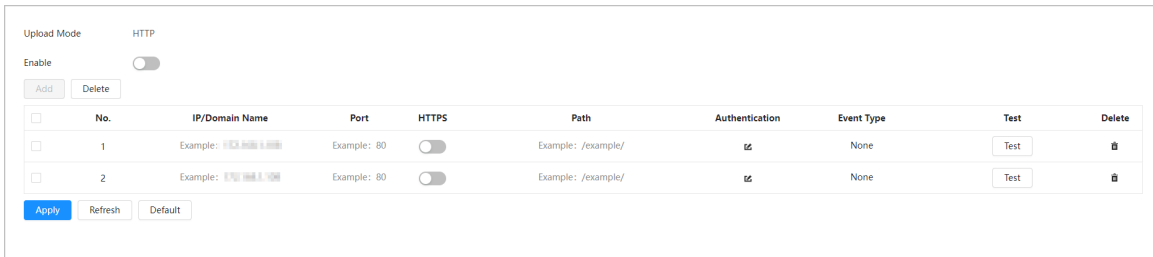 Upload Mode HTTP
Enable
Add Delete
No. IP/Domain Name Port HTTPS Path Authentication Event Type Test Delete
1 Example: Example: 80 Example: /example/ None Test
2 Example: Example: 80 Example: /example/ None Test
Apply Refresh Default